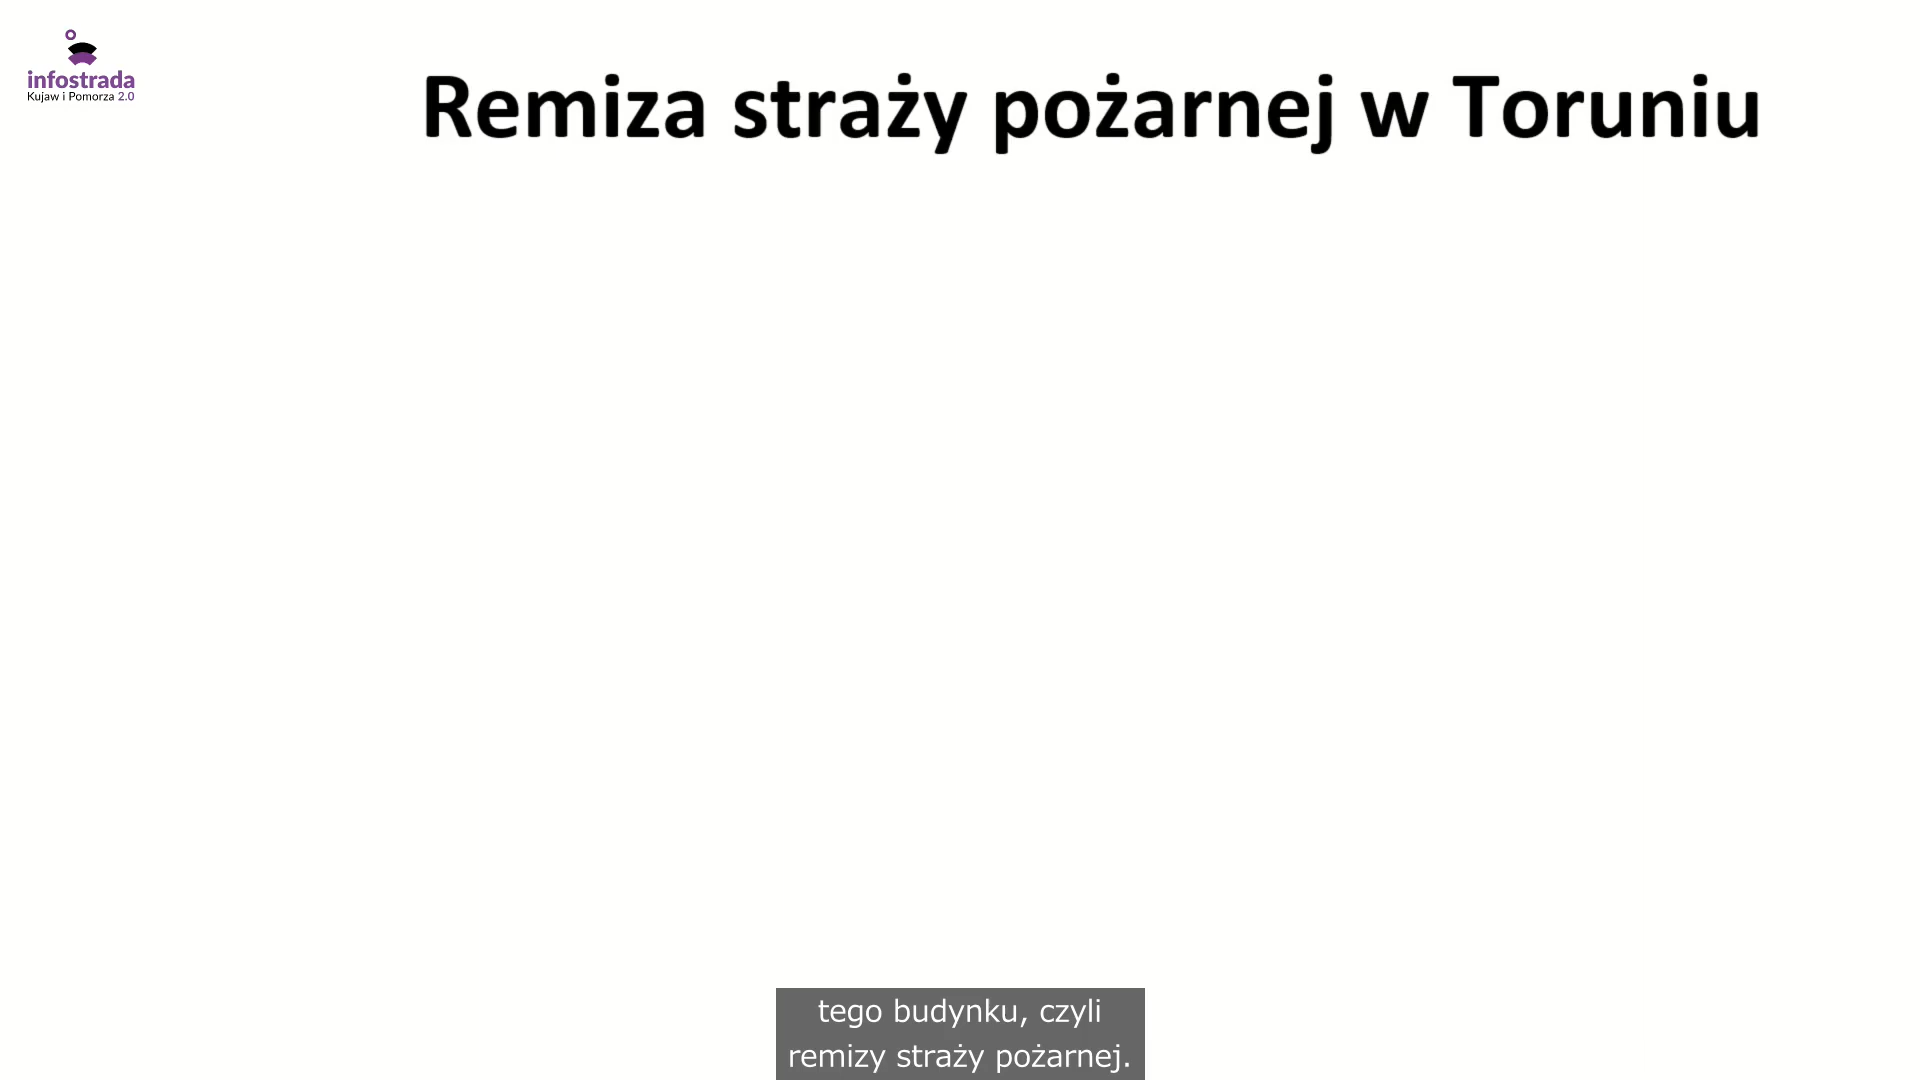 infostrada
Kujaw i Pomorza 2.0
Remiza straży pożarnej w Toruniu
tego budynku, czyli
remizy straży pożarnej.